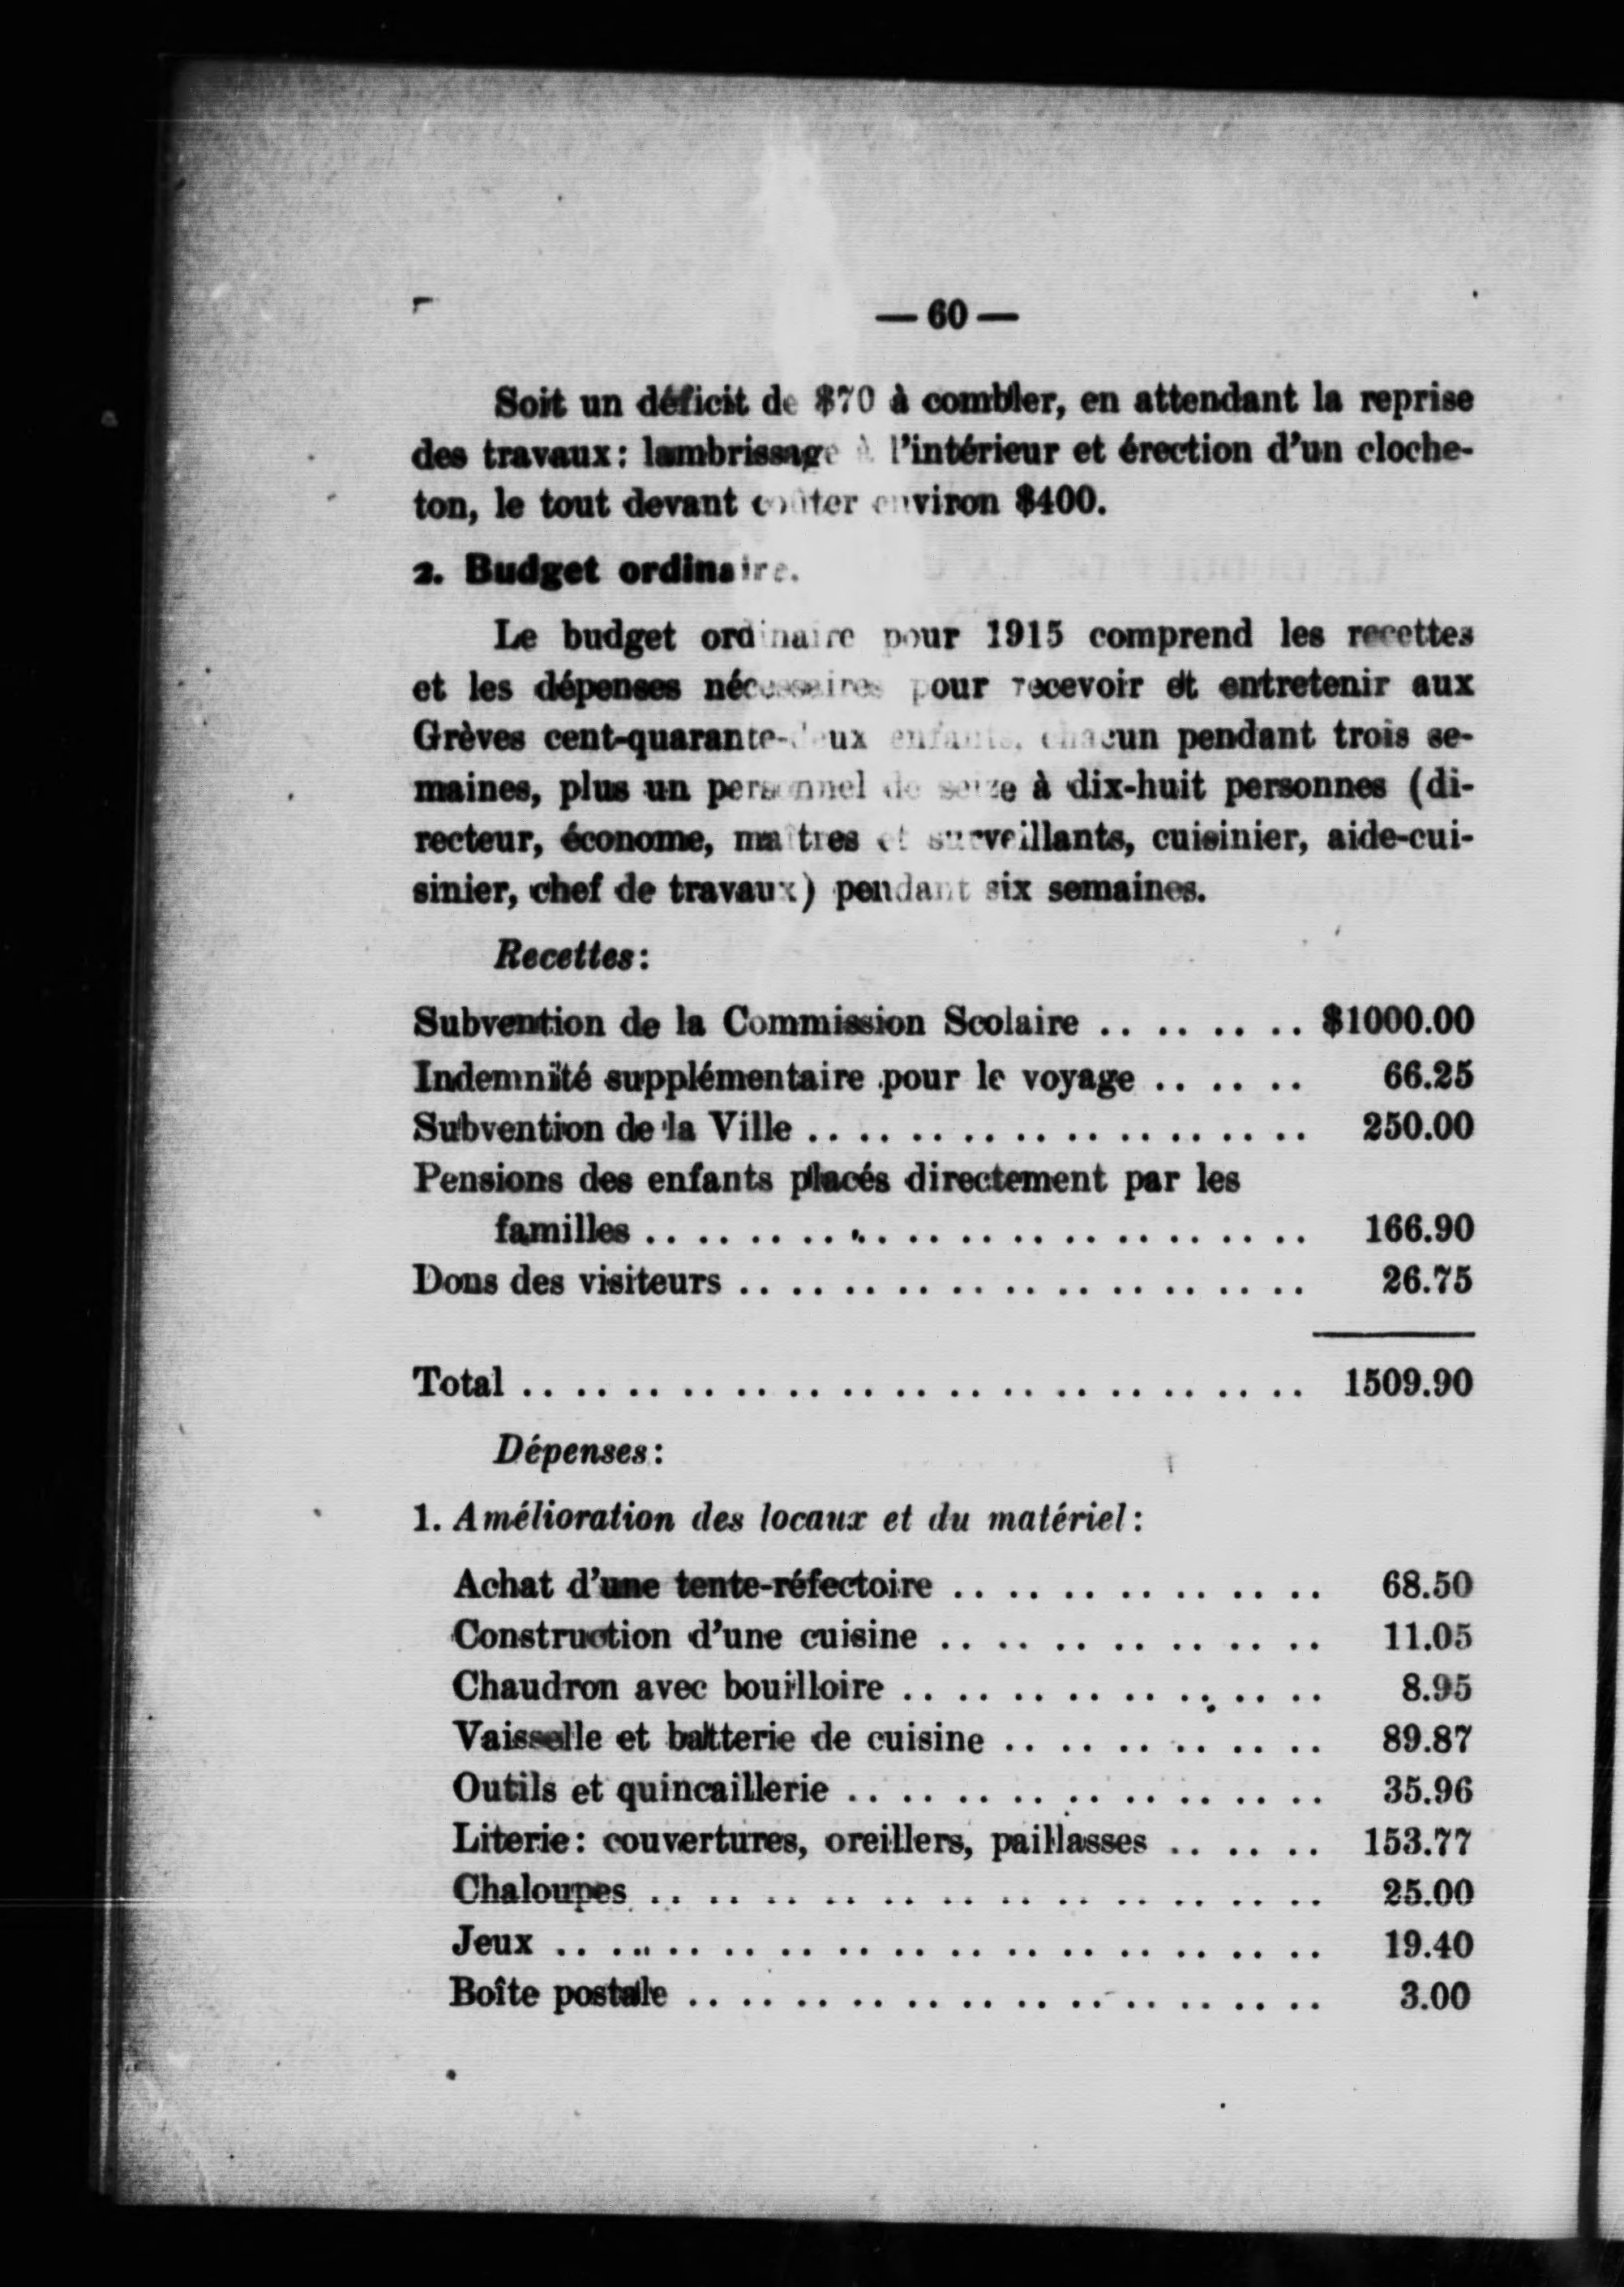 — 60 —
Soit un déficit de $70 à combler, en attendant la reprise
des travaux: lambrissage à l'intérieur et érection d'un cloche-
ton, le tout devant coûter environ $400.
2. Budget ordinaire.
Le budget ordinaire pour 1915 comprend les recettes
et les dépenses nécessaires pour recevoir et entretenir aux
Grèves cent-quarante-deux enfants, chacun pendant trois se-
maines, plus un personnel de seize à dix-huit personnes (di-
recteur, économe, maîtres et surveillants, cuisinier, aide-cui-
sinier, chef de travaux) pendant six semaines.
Recettes:
Subvention de la Commission Scolaire . . . . . . . . $1000.00
Indemnité supplémentaire pour le voyage . . . . . . 66.25
Subvention de la Ville . . . . . . . . . . . . . . . . . . . 250.00
Pensions des enfants placés directement par les
familles . . . . . . . . . . . . . . . . . . . . . . . . . . 166.90
Dons des visiteurs . . . . . . . . . . . . . . . . . . . . . . 26.75
Total . . . . . . . . . . . . . . . . . . . . . . . . . . . . . . 1509.90
Dépenses:
1. Amélioration des locaux et du matériel:
Achat d'une tente-réfectoire . . . . . . . . . . . . . . 68.50
Construction d'une cuisine . . . . . . . . . . . . . . 11.05
Chaudron avec bouilloire . . . . . . . . . . . . . . . . 8.95
Vaisselle et batterie de cuisine . . . . . . . . . . . . 89.87
Outils et quincaillerie . . . . . . . . . . . . . . . . . . 35.96
Literie: couvertures, oreillers, paillasses . . . . . . 153.77
Chaloupes . . . . . . . . . . . . . . . . . . . . . . . . 25.00
Jeux . . . . . . . . . . . . . . . . . . . . . . . . . . . . 19.40
Boîte postale . . . . . . . . . . . . . . . . . . . . . . . . 3.00